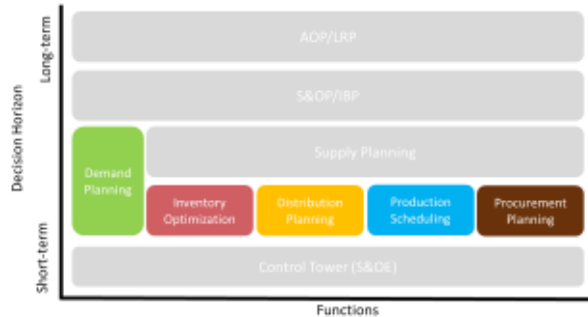 Long-term
AOP/LRP
S&OP/IBP
Decision Horizon
Supply Planning
Demand
Planning
Inventory
Optimization
Distribution
Planning
Production
Scheduling
Procurement
Planning
Short-term
Control Tower (S&OE)
Functions